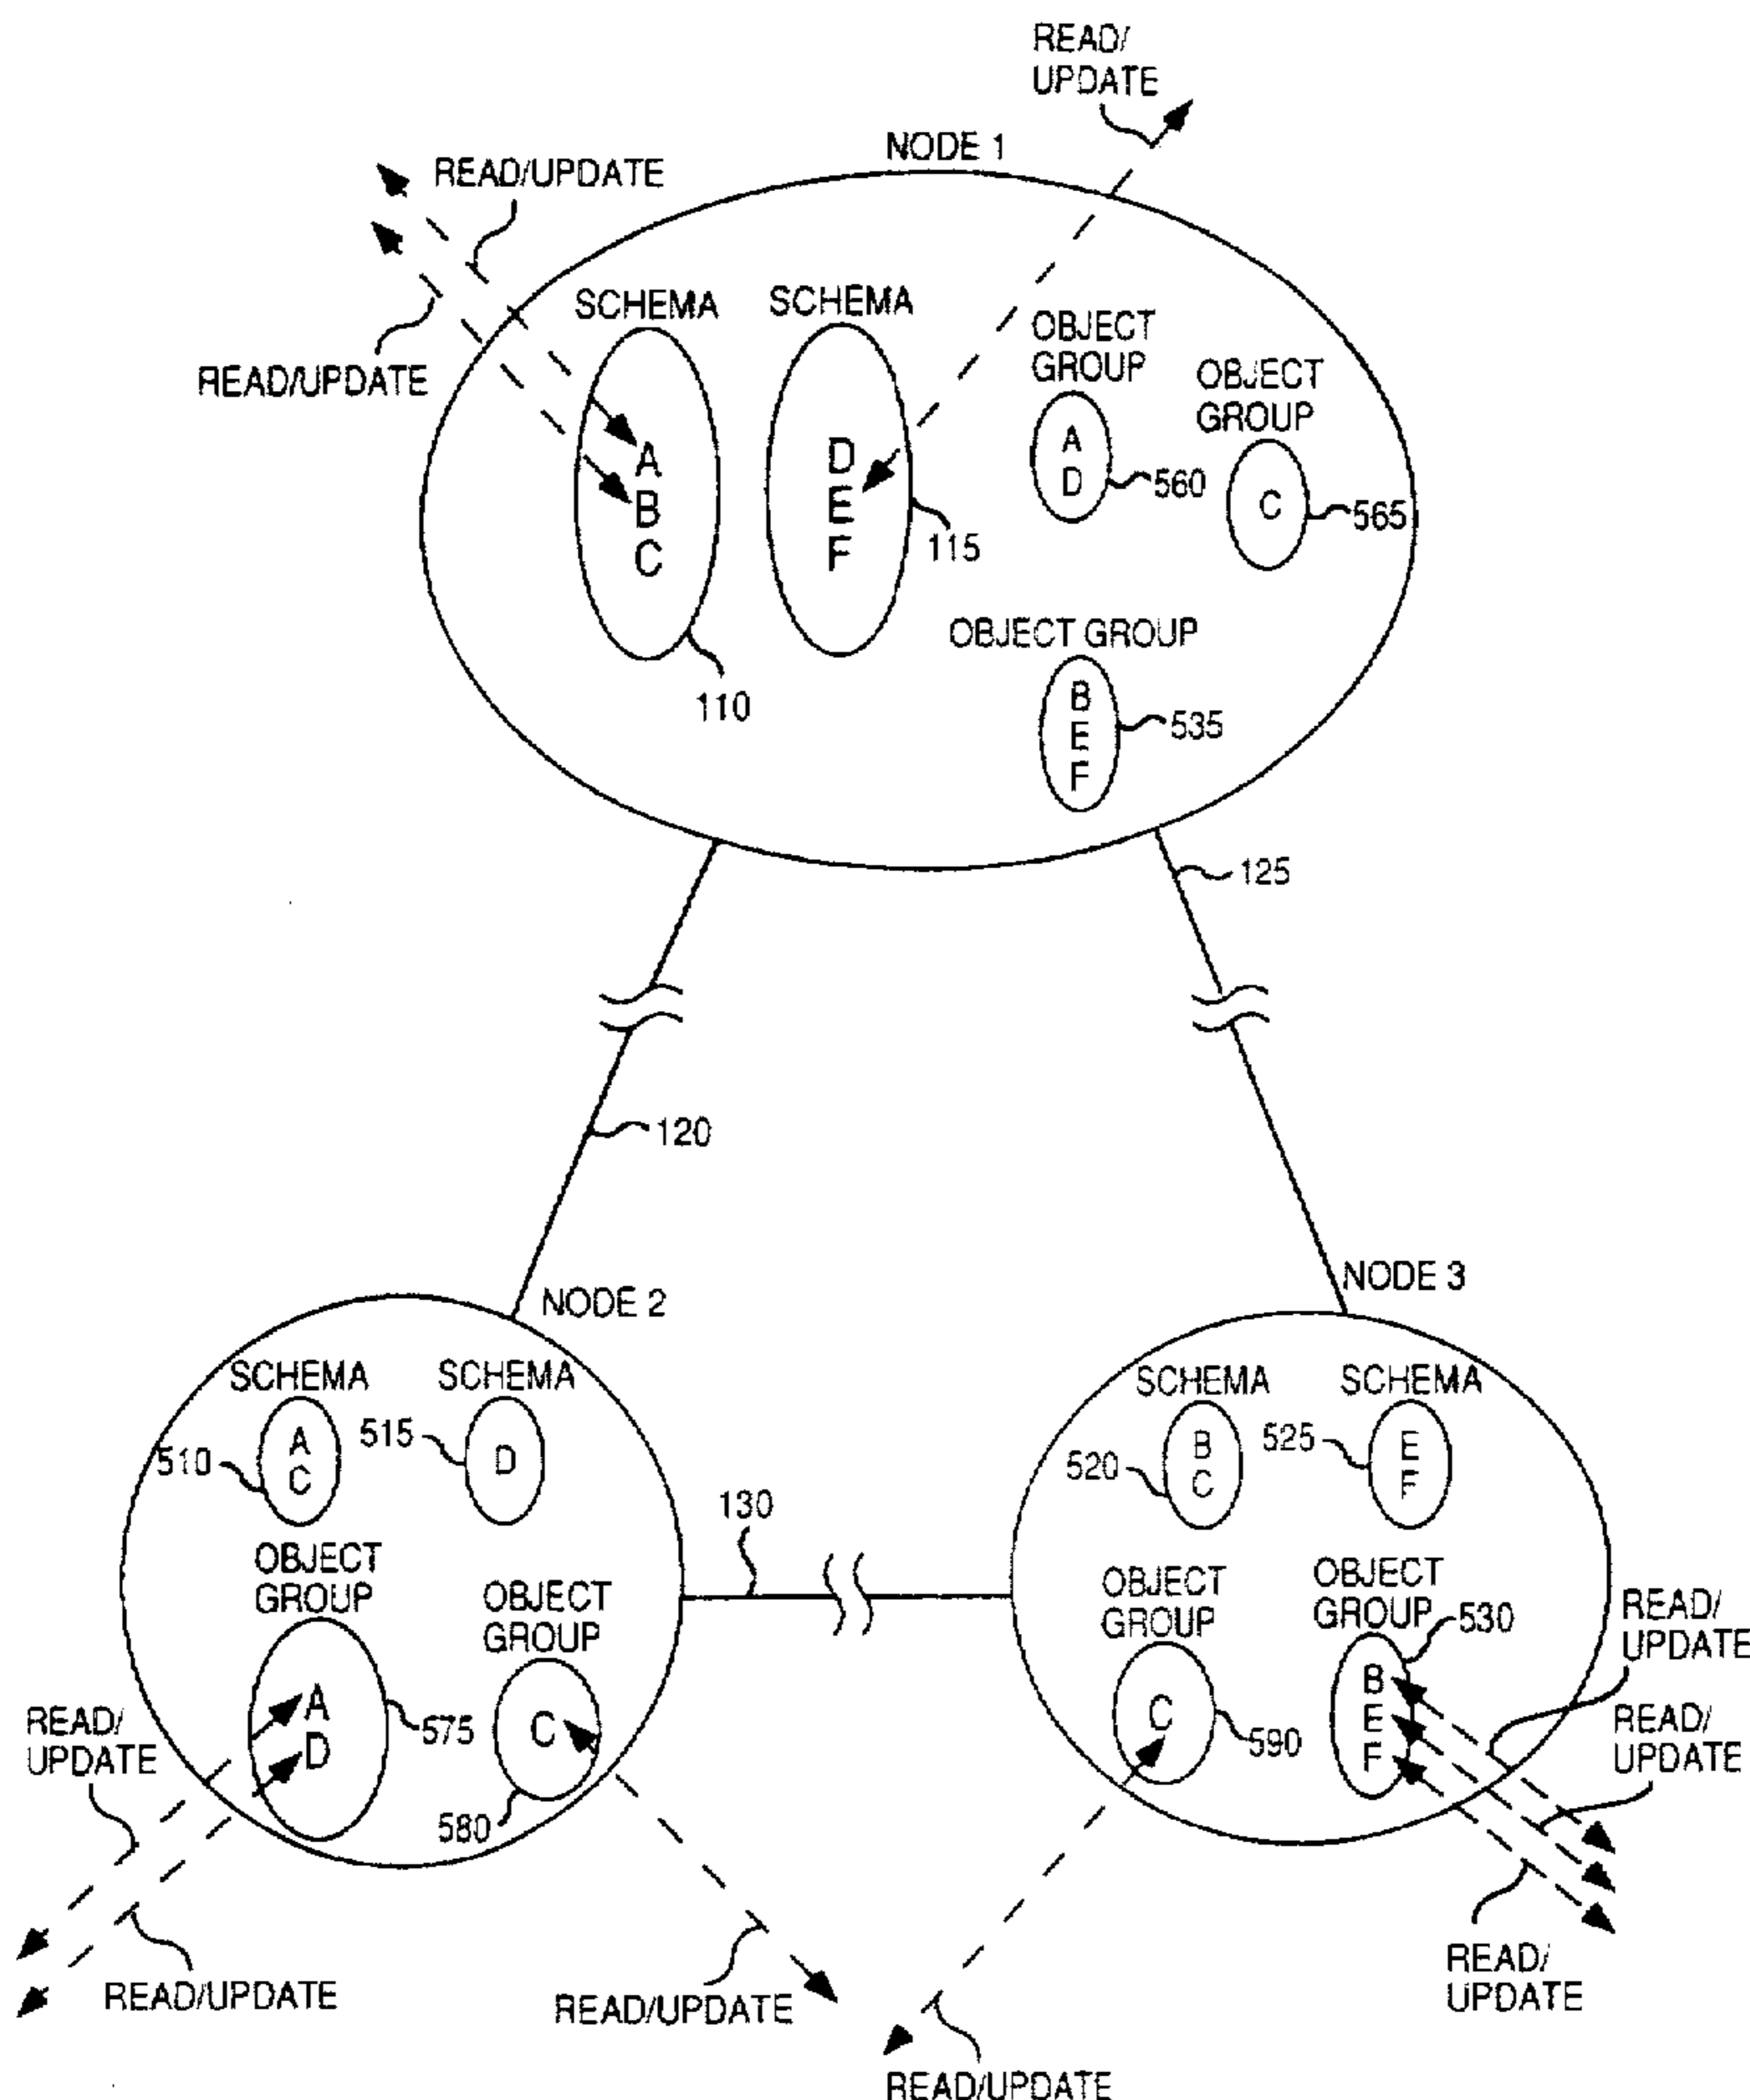 READ/
UPDATE
NODE 1
READ/UPDATE
READ/UPDATE
SCHEMA
A
B
C
110
SCHEMA
D
E
F
115
OBJECT
GROUP
A
D
560
OBJECT
GROUP
C
565
OBJECT GROUP
B
E
F
535
125
120
NODE 2
SCHEMA
A
C
510
SCHEMA
D
515
OBJECT
GROUP
A
D
575
OBJECT
GROUP
C
580
READ/
UPDATE
READ/UPDATE
READ/UPDATE
130
NODE 3
SCHEMA
B
C
520
SCHEMA
E
F
525
OBJECT
GROUP
C
590
OBJECT
GROUP
B
E
F
530
READ/
UPDATE
READ/
UPDATE
READ/
UPDATE
READ/UPDATE